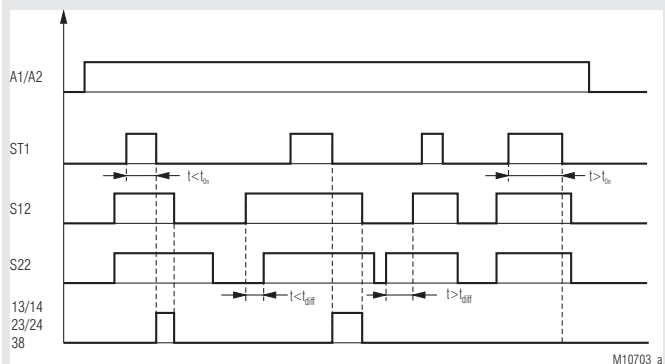 A1/A2
ST1
t<t0n
t>t0n
S12
S22
t<tdiff
t>tdiff
13/14
23/24
38
M10703_a